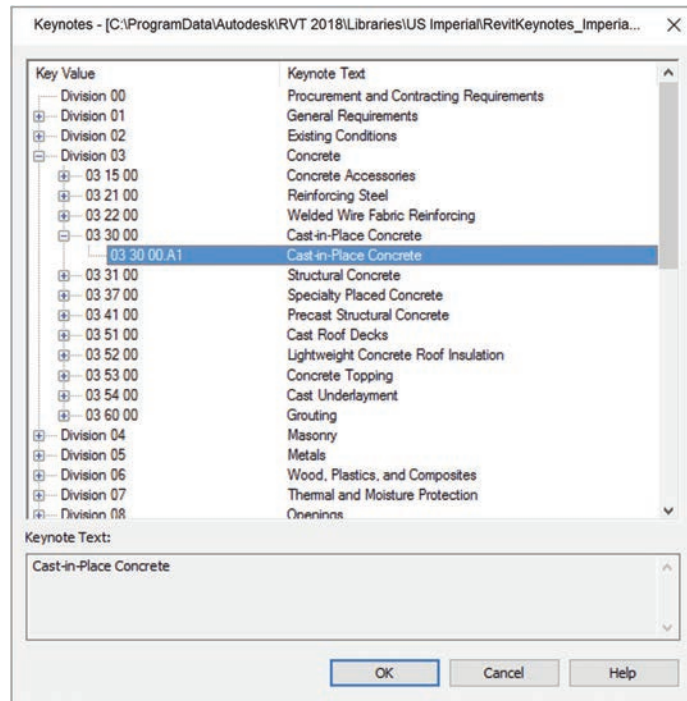 Keynotes - [C:\ProgramData\Autodesk\RVT 2018\Libraries\US Imperial\RevitKeynotes_Imperia...
Key Value Keynote Text
Division 00 Procurement and Contracting Requirements
Division 01 General Requirements
Division 02 Existing Conditions
Division 03 Concrete
03 15 00 Concrete Accessories
03 21 00 Reinforcing Steel
03 22 00 Welded Wire Fabric Reinforcing
03 30 00 Cast-in-Place Concrete
03 30 00.A1 Cast-in-Place Concrete
03 31 00 Structural Concrete
03 37 00 Specialty Placed Concrete
03 41 00 Precast Structural Concrete
03 51 00 Cast Roof Decks
03 52 00 Lightweight Concrete Roof Insulation
03 53 00 Concrete Topping
03 54 00 Cast Underlayment
03 60 00 Grouting
Division 04 Masonry
Division 05 Metals
Division 06 Wood, Plastics, and Composites
Division 07 Thermal and Moisture Protection
Division 08 Openings
Keynote Text:
Cast-in-Place Concrete
OK Cancel Help